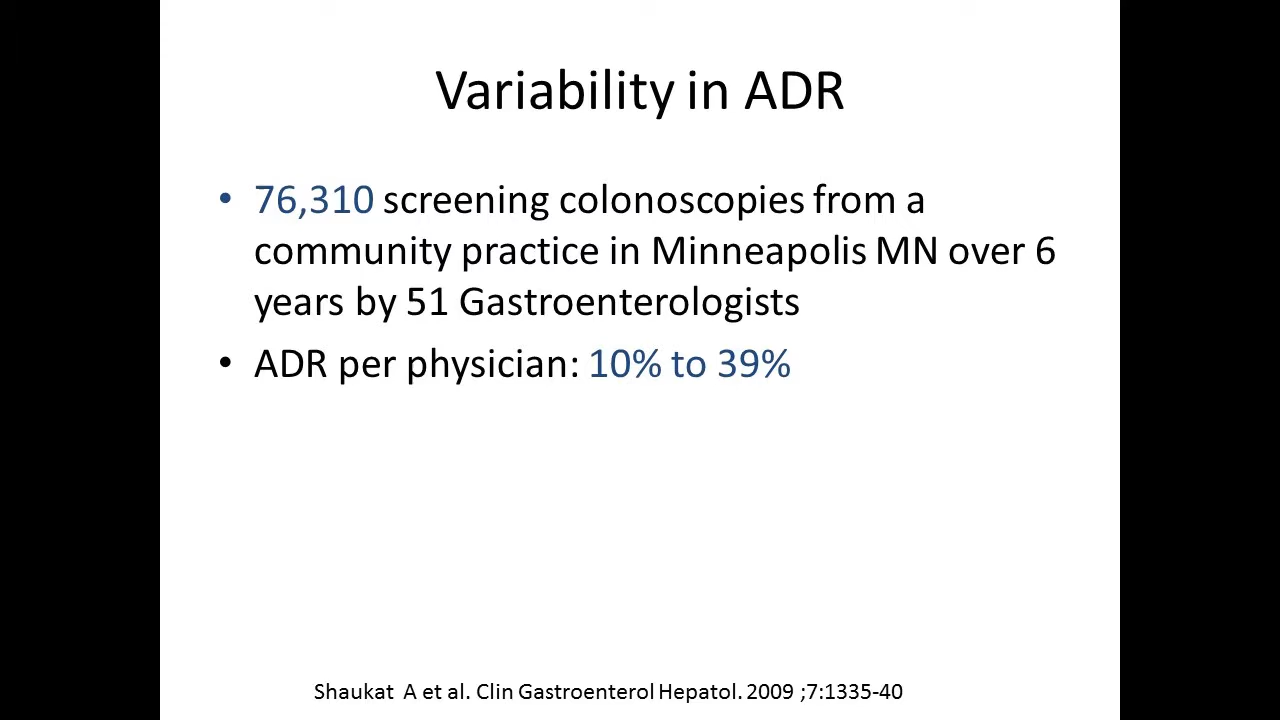 Variability in ADR
• 76,310 screening colonoscopies from a
community practice in Minneapolis MN over 6
years by 51 Gastroenterologists
• ADR per physician: 10% to 39%
Shaukat A et al. Clin Gastroenterol Hepatol. 2009 ;7:1335-40